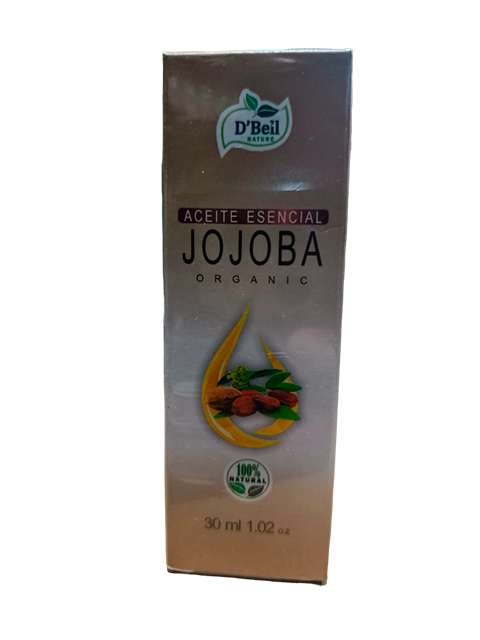 D'Beil
NATURE
ACEITE ESENCIAL
JOJOBA
ORGANIC
100%
NATURAL
30 ml 1.02 oz